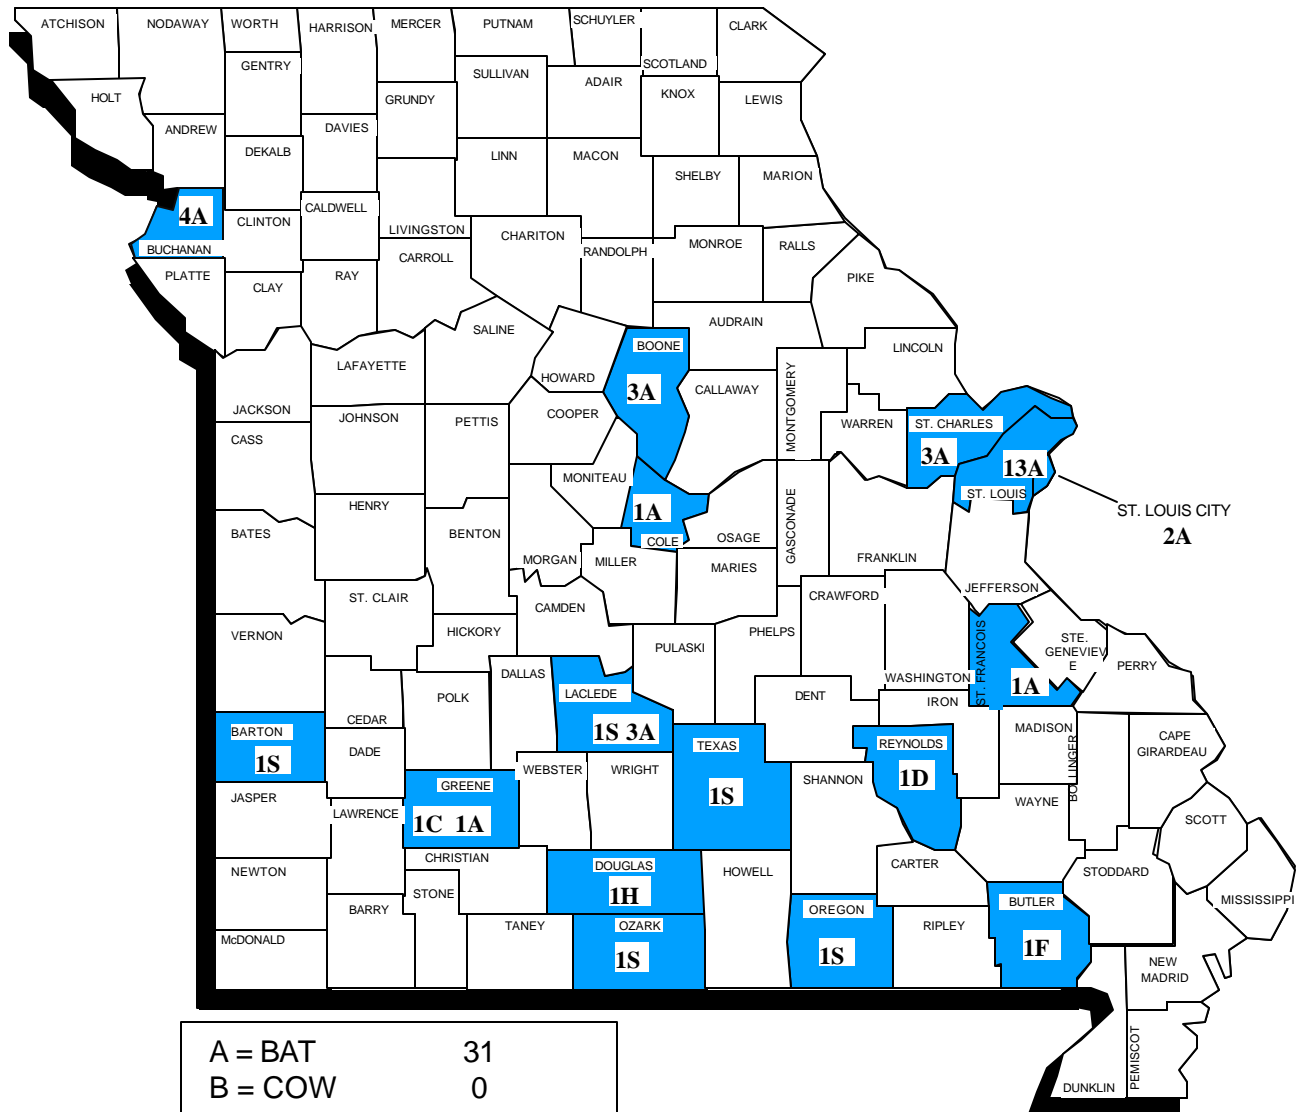 ATCHISON NODAWAY WORTH HARRISON MERCER PUTNAM SCHUYLER CLARK
GENTRY SULLIVAN ADAIR SCOTLAND
HOLT GRUNDY KNOX LEWIS
ANDREW DAVIES
DEKALB LINN MACON
SHELBY MARION
4A CLINTON CALDWELL
BUCHANAN LIVINGSTON CHARITON RANDOLPH MONROE RALLS
PLATTE CLAY RAY CARROLL PIKE
SALINE AUDRAIN
BOONE LINCOLN
LAFAYETTE HOWARD 3A CALLAWAY MONTGOMERY
JACKSON JOHNSON PETTIS COOPER WARREN ST. CHARLES
CASS 3A 13A
MONITEAU ST. LOUIS
HENRY 1A GASCONADE ST. LOUIS CITY
2A
BATES BENTON MORGAN MILLER COLE OSAGE FRANKLIN
MARIES JEFFERSON
ST. CLAIR CAMDEN CRAWFORD
VERNON HICKORY PULASKI PHELPS ST. FRANCOIS STE.
GENEVIEV
E
PERRY
DALLAS WASHINGTON 1A
POLK LACLEDE DENT IRON
CEDAR 1S 3A MADISON BOLLINGER CAPE
GIRARDEAU
BARTON DADE TEXAS REYNOLDS
1S WEBSTER WRIGHT SHANNON 1D
JASPER GREENE 1S WAYNE
LAWRENCE 1C 1A SCOTT
CHRISTIAN DOUGLAS CARTER
NEWTON 1H HOWELL STODDARD
BARRY STONE OREGON BUTLER MISSISSIPPI
TANEY OZARK RIPLEY
McDONALD 1S 1S 1F
NEW
MADRID
DUNKLIN PEMISCOT
A = BAT 31
B = COW 0